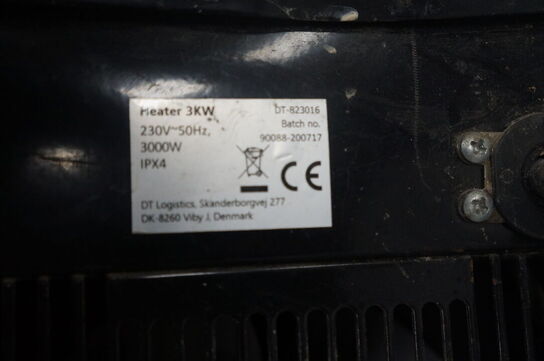 Heater 3KW
230V~50Hz,
3000W
IPX4
DT-823016
Batch no.
90088-200717
CE
DT Logistics, Skanderborgvej 277
DK-8260 Viby J, Denmark